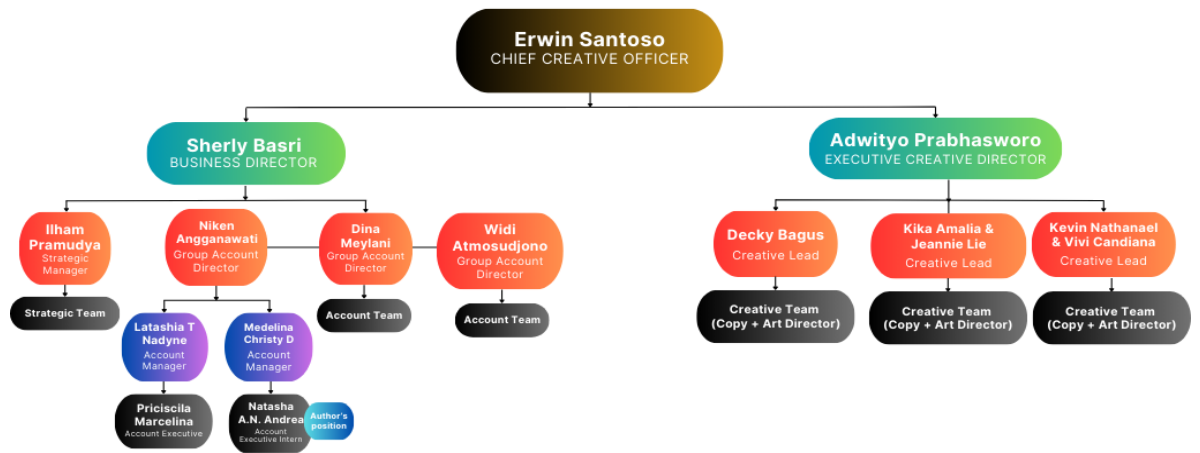 Erwin Santoso
CHIEF CREATIVE OFFICER
Sherly Basri
BUSINESS DIRECTOR
Adwityo Prabhasworo
EXECUTIVE CREATIVE DIRECTOR
Ilham
Pramudya
Strategic
Manager
Niken
Angganawati
Group Account
Director
Dina
Meylani
Group Account
Director
Widi
Atmosudjono
Group Account
Director
Decky Bagus
Creative Lead
Kika Amalia &
Jeannie Lie
Creative Lead
Kevin Nathanael
& Vivi Candiana
Creative Lead
Strategic Team
Account Team
Account Team
Creative Team
(Copy + Art Director)
Creative Team
(Copy + Art Director)
Creative Team
(Copy + Art Director)
Latashia T
Nadyne
Account
Manager
Medelina
Christy D
Account
Manager
Priciscila
Marcelina
Account Executive
Natasha
A.N. Andrea
Account
Executive Intern
Author's
position